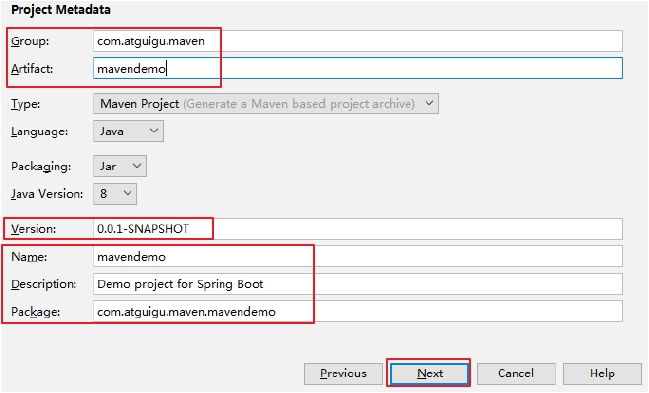 Project Metadata
Group: com.atguigu.maven
Artifact: mavendemo
Type: Maven Project (Generate a Maven based project archive)
Language: Java
Packaging: Jar
Java Version: 8
Version: 0.0.1-SNAPSHOT
Name: mavendemo
Description: Demo project for Spring Boot
Package: com.atguigu.maven.mavendemo
Previous Next Cancel Help